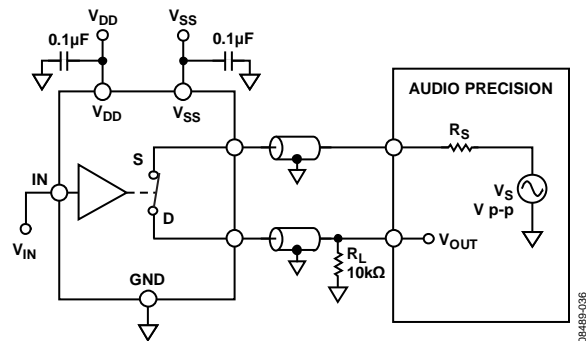 VDD
VSS
0.1µF
0.1µF
VDD
VSS
AUDIO PRECISION
RS
S
IN
VS
V p-p
D
VIN
VOUT
RL
10kΩ
GND
08489-036